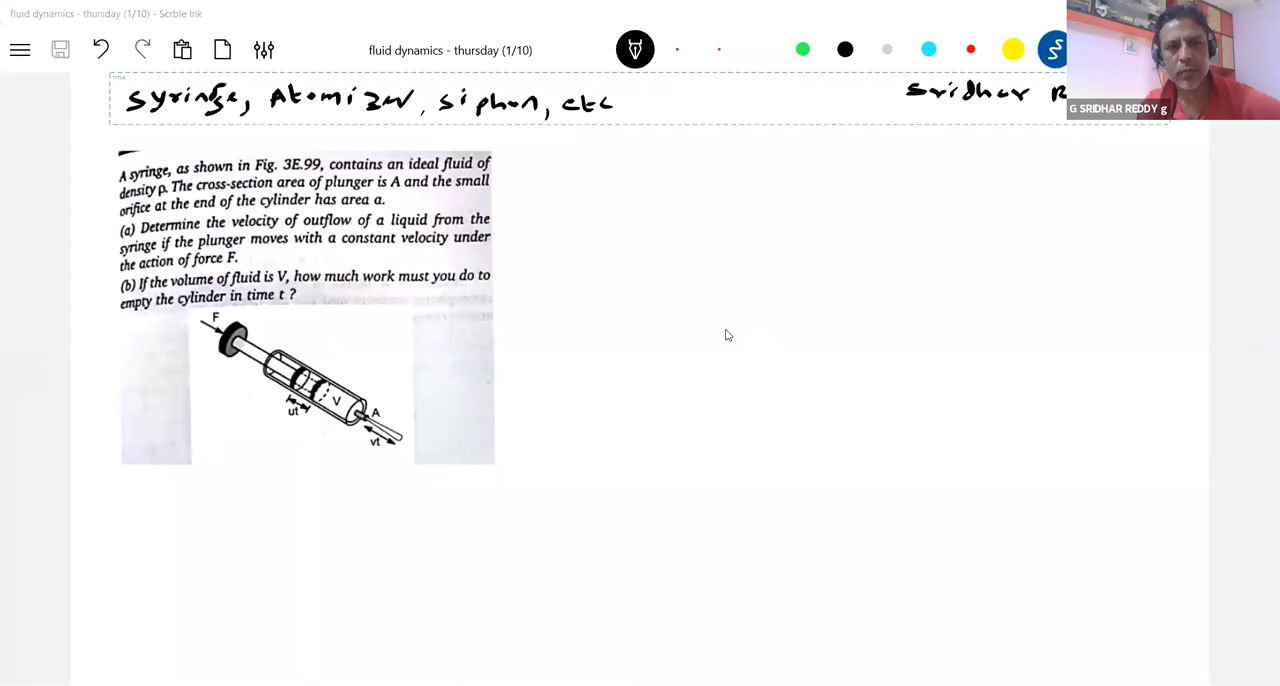 fluid dynamics - thursday (1/10) - Scrble Ink
fluid dynamics - thursday (1/10)
Title
Syringe, Atomizer, siphon, etc
Sridhar R
G SRIDHAR REDDY g
A syringe, as shown in Fig. 3E.99, contains an ideal fluid of
density ρ. The cross-section area of plunger is A and the small
orifice at the end of the cylinder has area a.
(a) Determine the velocity of outflow of a liquid from the
syringe if the plunger moves with a constant velocity under
the action of force F.
(b) If the volume of fluid is V, how much work must you do to
empty the cylinder in time t ?
F
V
A
ut
vt